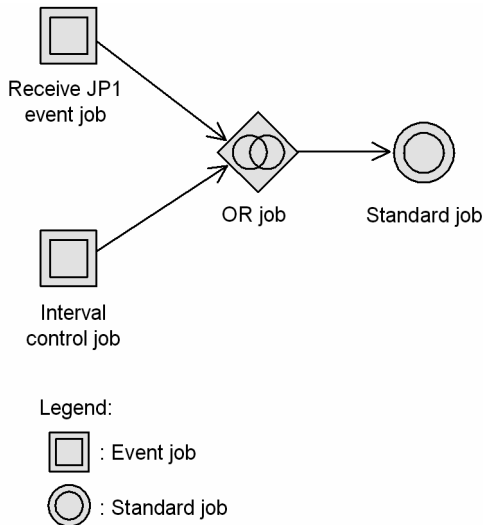 Receive JP1
event job
OR job
Standard job
Interval
control job
Legend:
: Event job
: Standard job